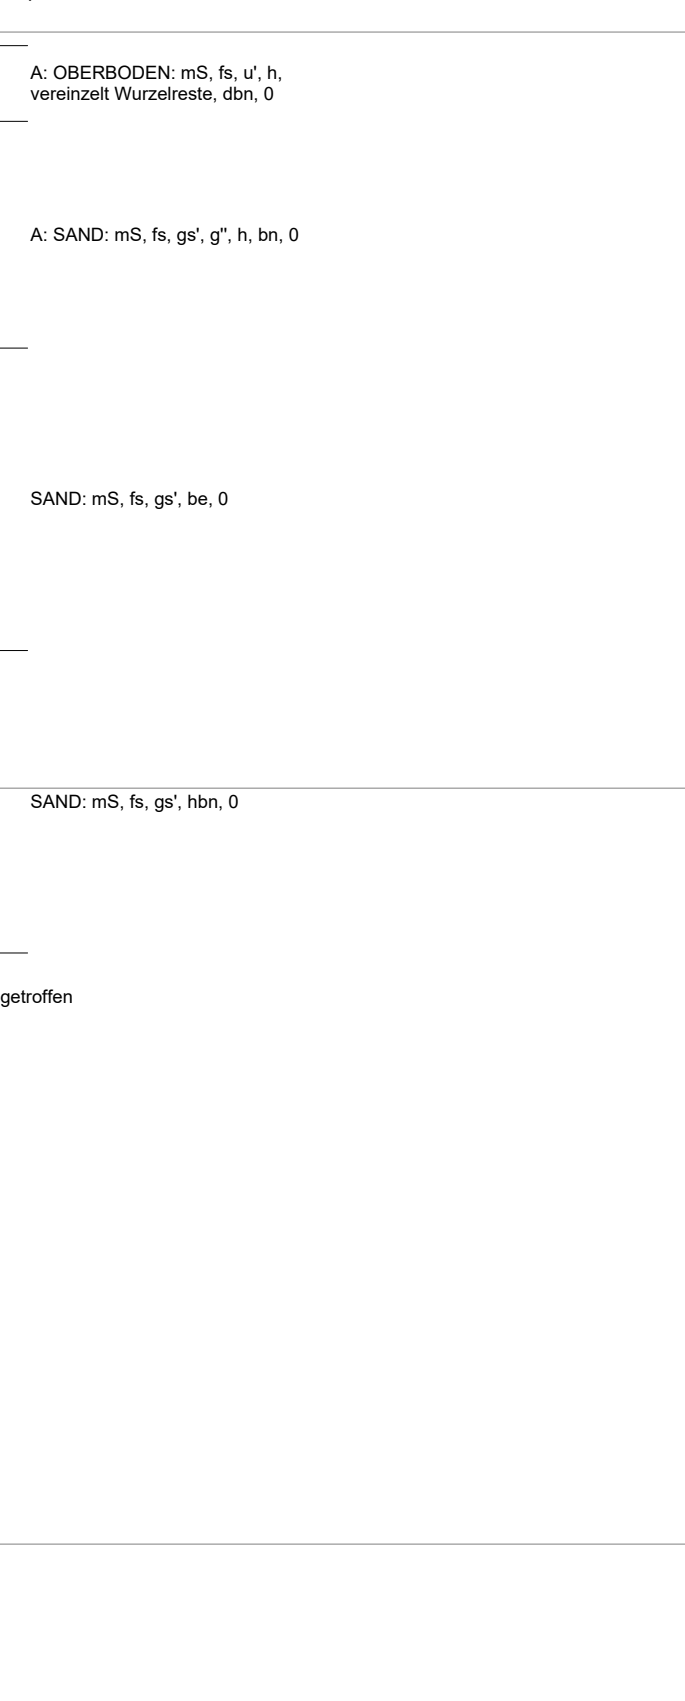 A: OBERBODEN: mS, fs, u', h,
vereinzelt Wurzelreste, dbn, 0
A: SAND: mS, fs, gs', g'', h, bn, 0
SAND: mS, fs, gs', be, 0
SAND: mS, fs, gs', hbn, 0
getroffen